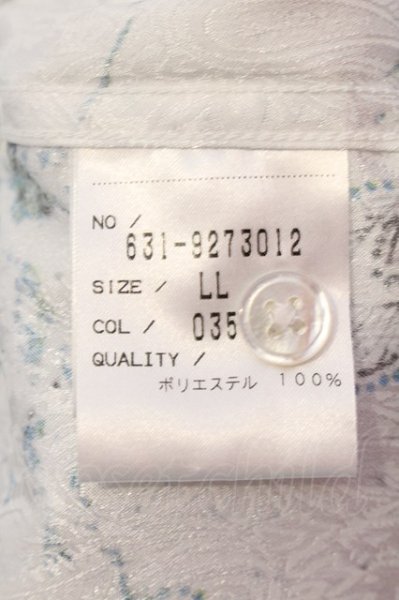 NO /
631-9273012
SIZE / LL
COL / 035
QUALITY /
ポリエステル 100%